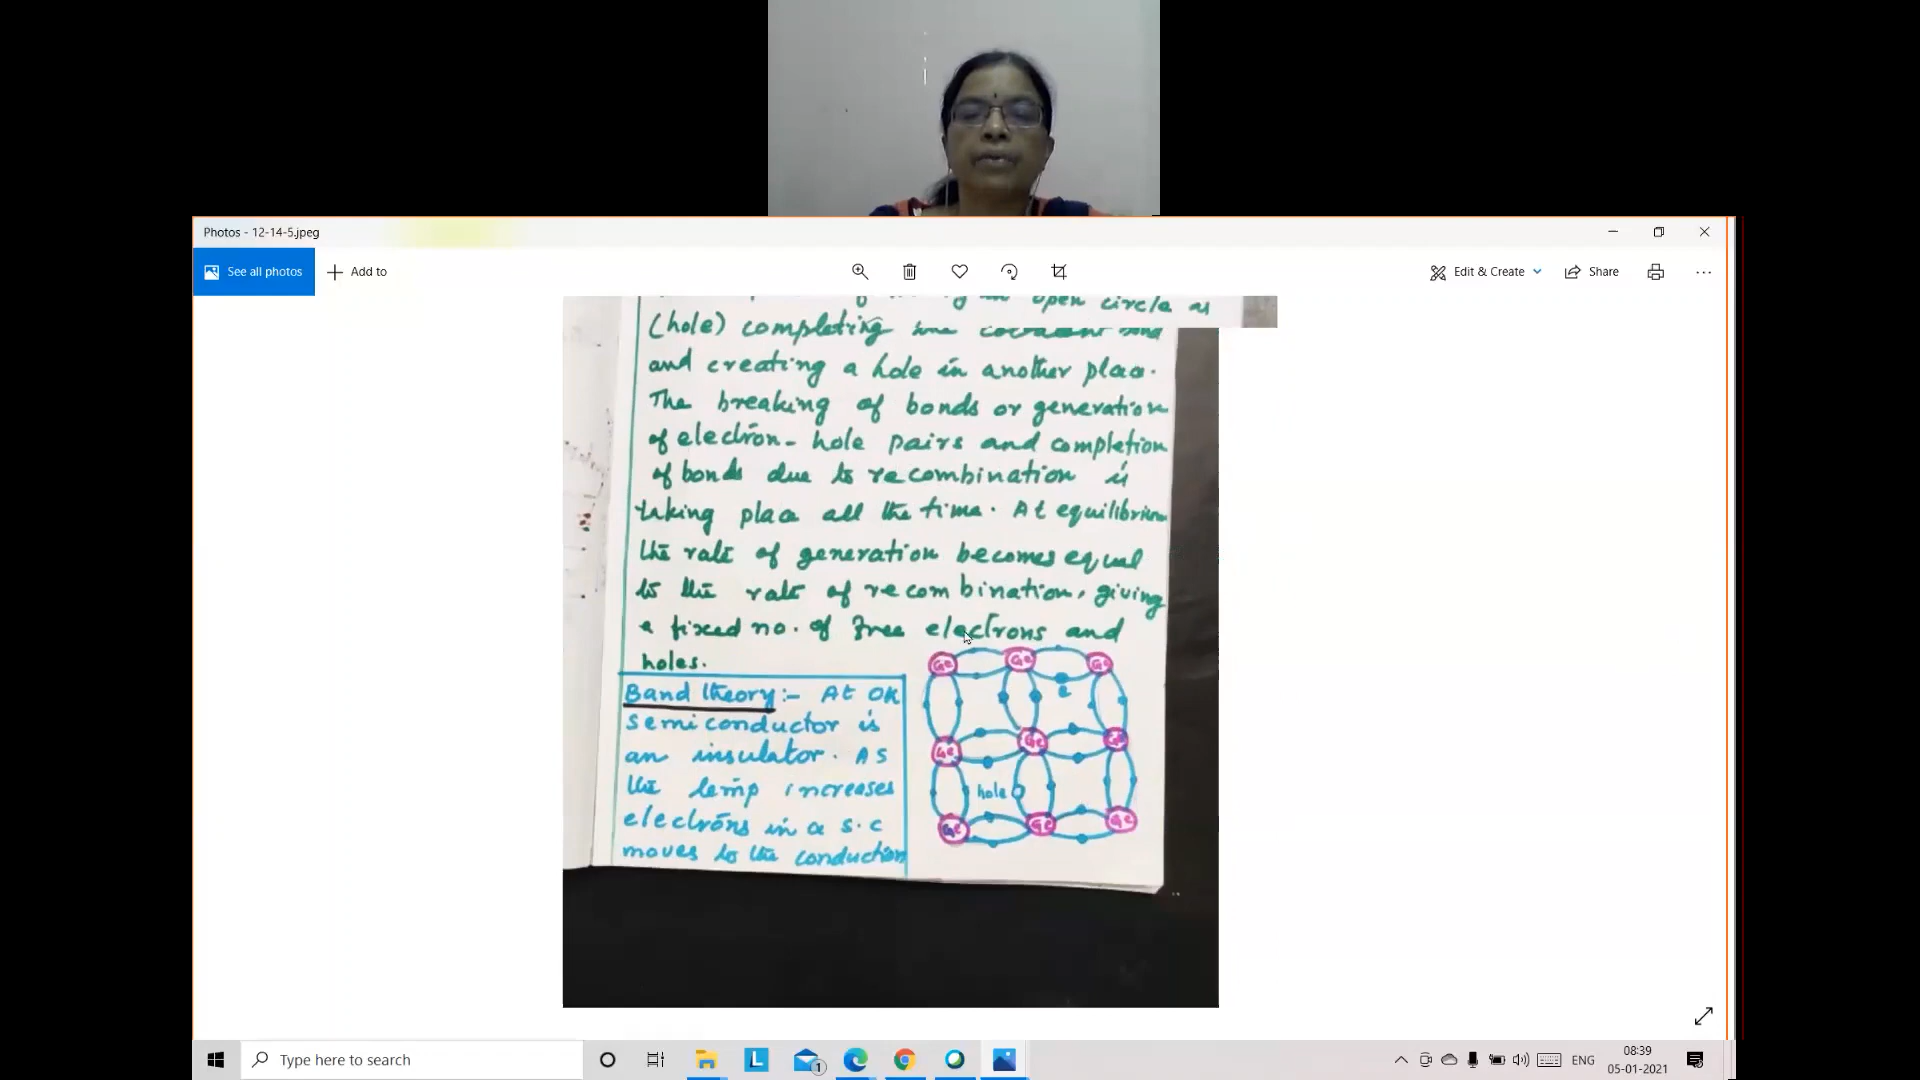 Photos - 12-14-5.jpeg
See all photos
Add to
Edit & Create
Share
open circle as
(hole) completing
and creating a hole in another place.
The breaking of bonds or generation
of electron- hole pairs and completion
of bonds due to recombination is
taking place all the time. At equilibrium
the rate of generation becomes equal
to the rate of recombination, giving
a fixed no. of free electrons and
holes.
Band theory:- At OK
semiconductor is
an insulator. As
the temp increases
electrons in a s.c
moves to the conduction
Ge Ge Ge
e
Ge Ge Ge
hole
Ge Ge Ge
Type here to search
L
1
ENG
08:39
05-01-2021